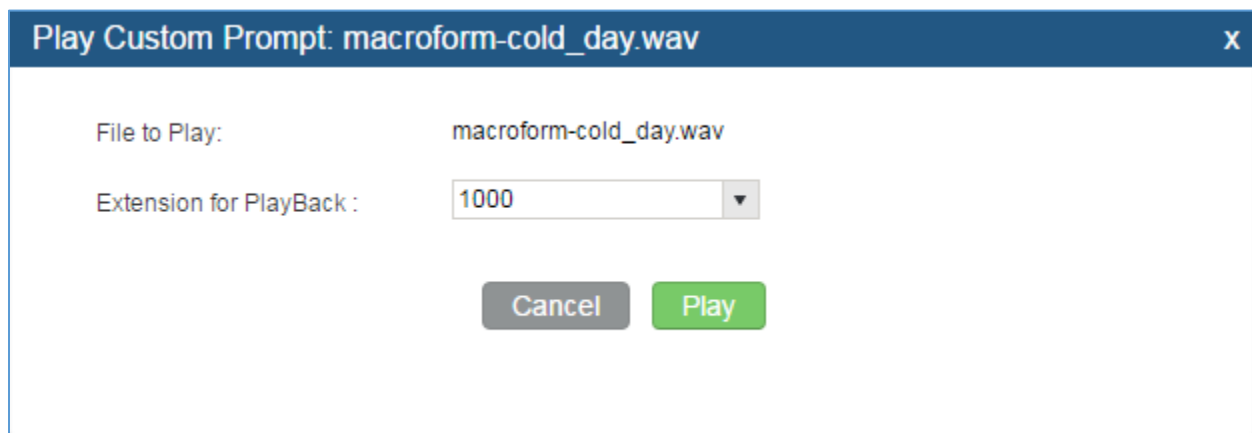 Play Custom Prompt: macroform-cold_day.wav x
File to Play: macroform-cold_day.wav
Extension for PlayBack : 1000
Cancel Play